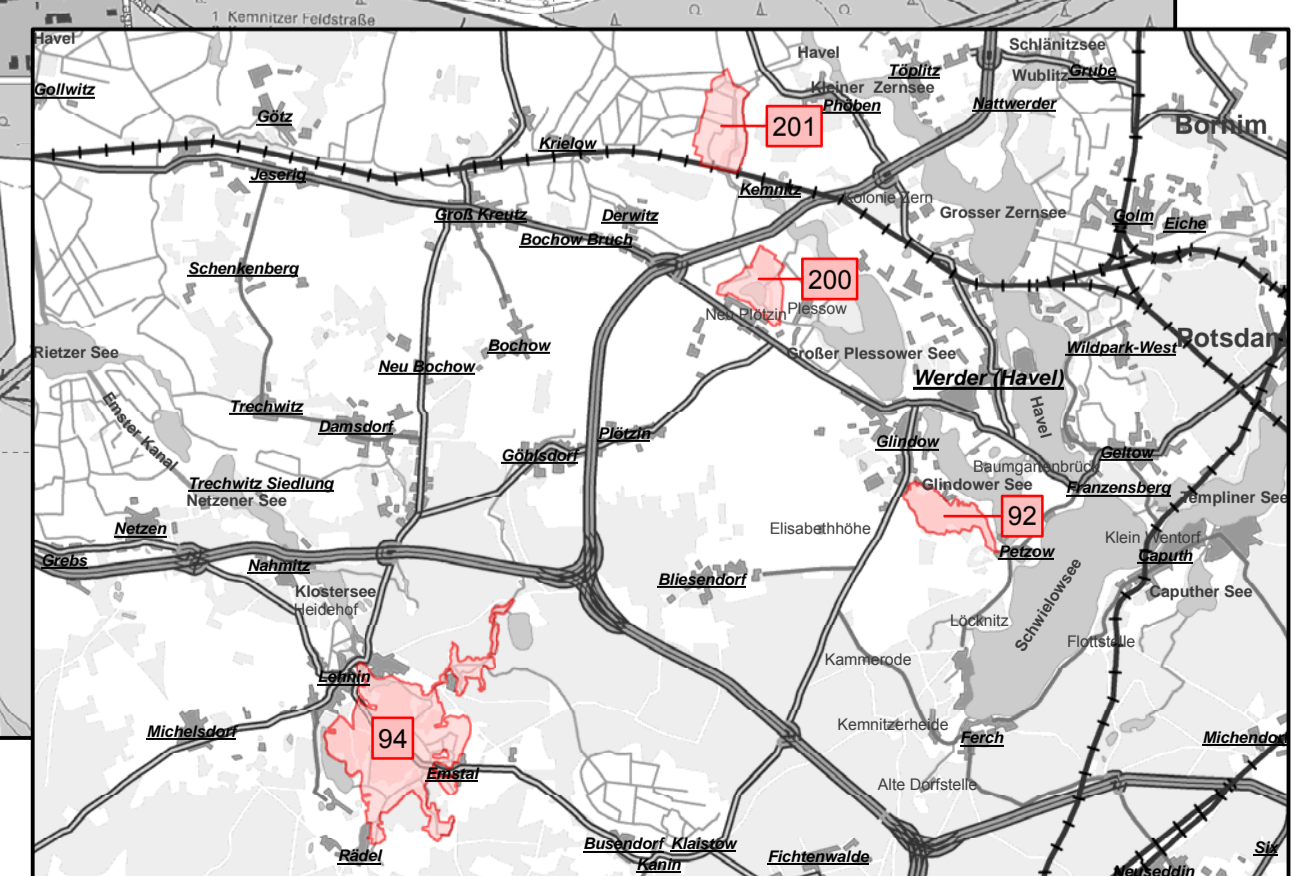 1 Kemnitzer Feldstraße
Havel
Schlänitzsee
Havel
Töplitz
Wublitz
Grube
Gollwitz
Kleiner Zernsee
Phöben
Nattwerder
Götz
201
Bornim
Krielow
Jeserig
Kemnitz
Kolonie Zern
Groß Kreutz
Derwitz
Grosser Zernsee
Golm
Eiche
Bochow Bruch
Schenkenberg
200
Neu Plötzin
Plessow
Potsdam
Bochow
Rietzer See
Großer Plessower See
Wildpark-West
Neu Bochow
Werder (Havel)
Trechwitz
Havel
Emster Kanal
Damsdorf
Plötzin
Glindow
Göhlsdorf
Geltow
Baumgartenbrück
Trechwitz Siedlung
Glindower See
Franzensberg
Netzener See
Templiner See
92
Netzen
Elisabethhöhe
Klein Wentorf
Petzow
Caputh
Grebs
Nahmitz
Bliesendorf
Klostersee
Heidehof
Caputher See
Schwielowsee
Löcknitz
Flottstelle
Kammerode
Lehnin
Kemnitzerheide
Michelsdorf
94
Ferch
Michendorf
Emstal
Alte Dorfstelle
Busendorf
Klaistow
Rädel
Fichtenwalde
Six
Kanin
Neuseddin